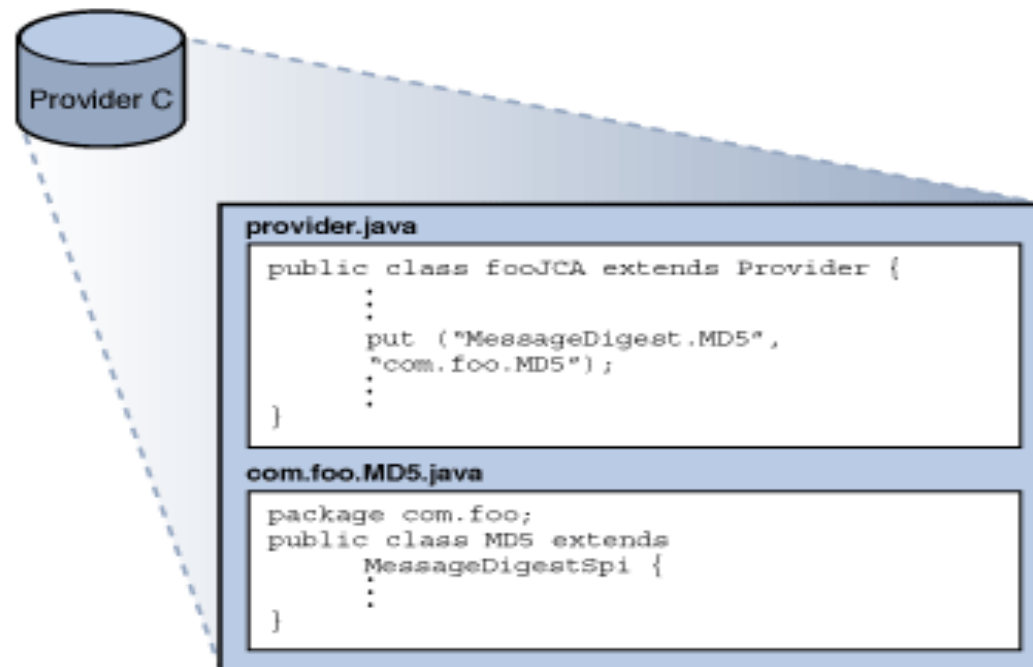 Provider C
provider.java
public class fooJCA extends Provider {
put ("MessageDigest.MD5",
"com.foo.MD5");
}
com.foo.MD5.java
package com.foo;
public class MD5 extends
MessageDigestSpi {
}